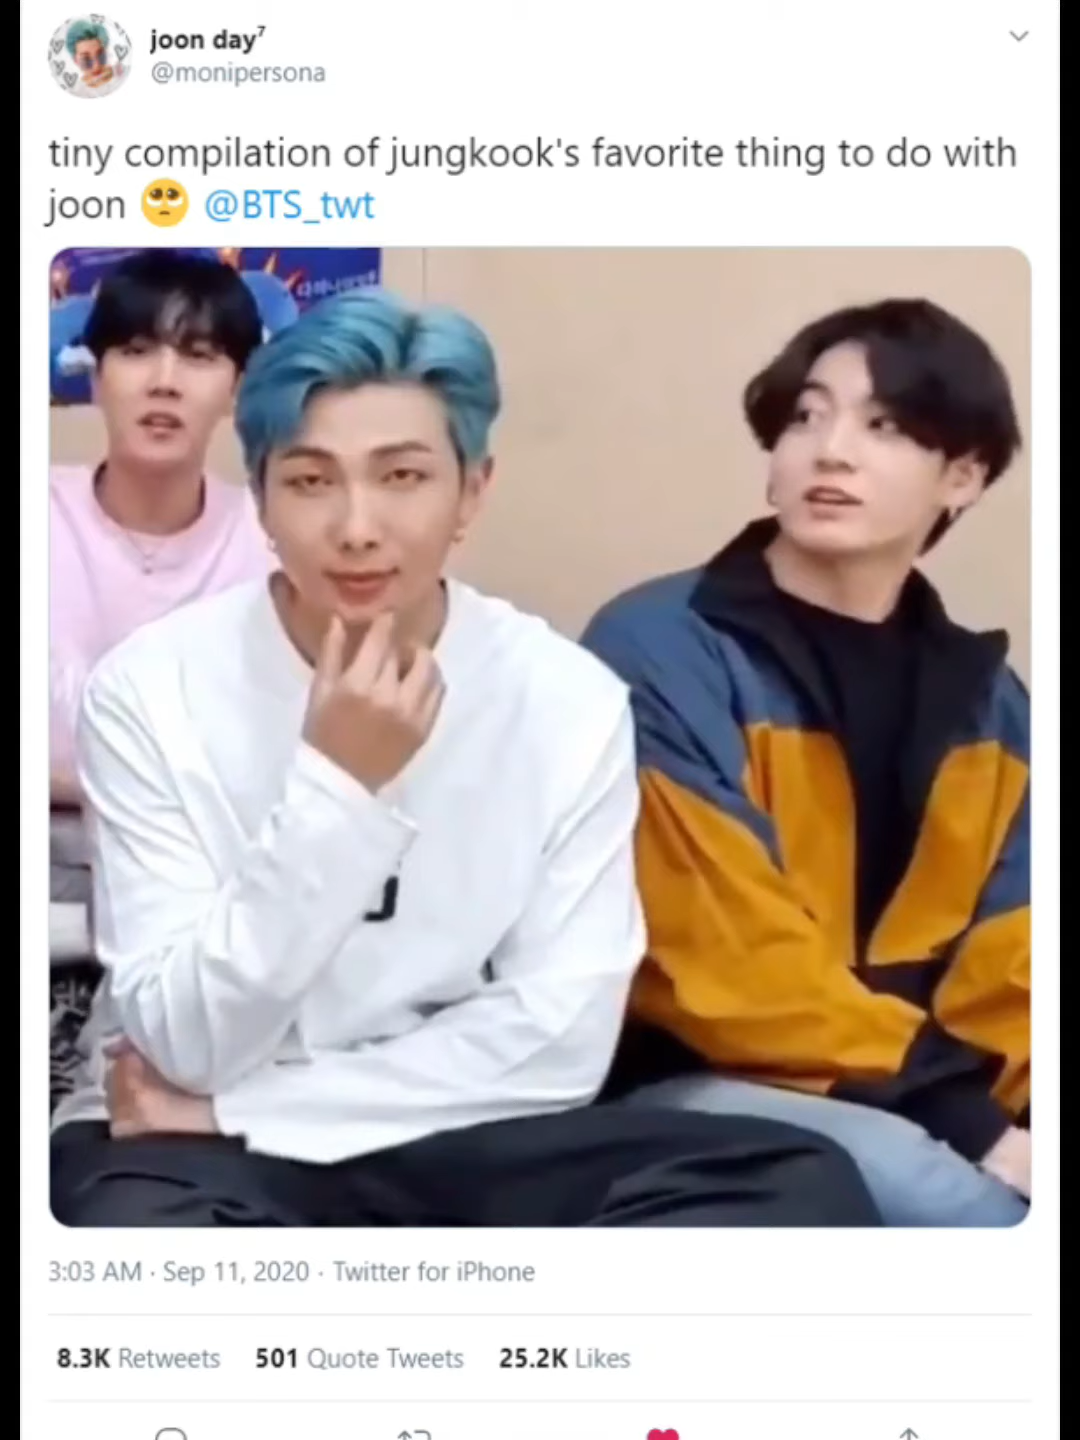 joon day⁷
@monipersona
tiny compilation of jungkook's favorite thing to do with
joon 🥺 @BTS_twt
3:03 AM · Sep 11, 2020 · Twitter for iPhone
8.3K Retweets 501 Quote Tweets 25.2K Likes